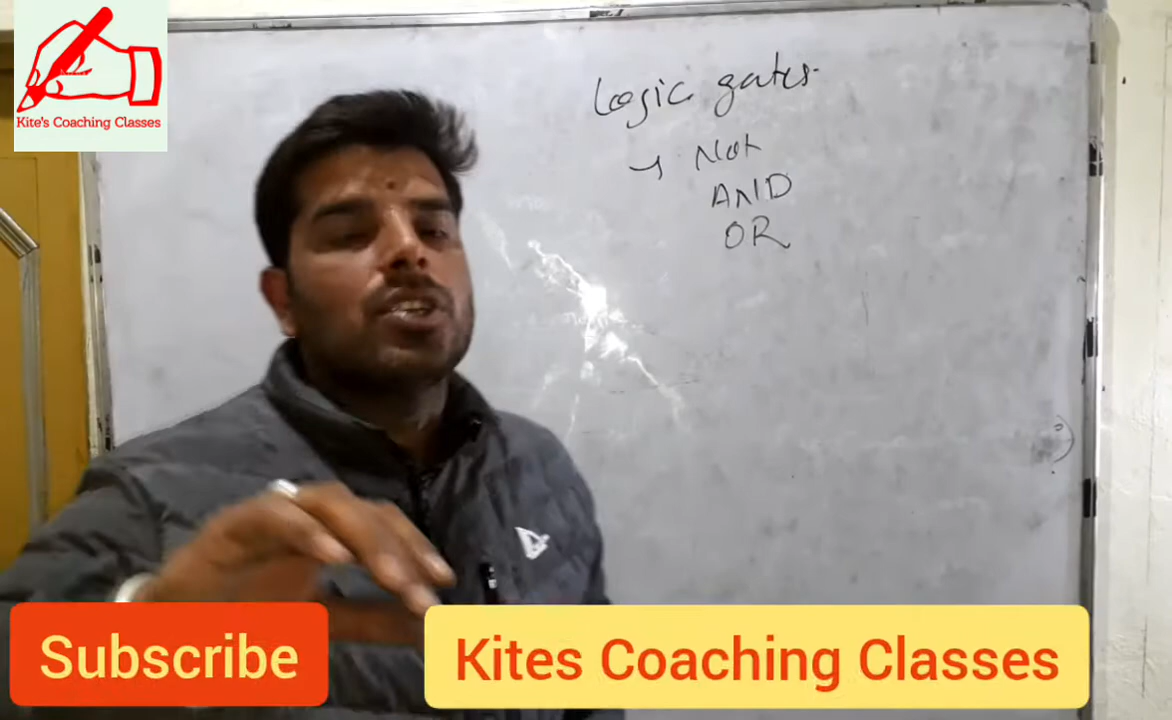 Kite's Coaching Classes
Logic gates
→ Not
AND
OR
Subscribe
Kites Coaching Classes